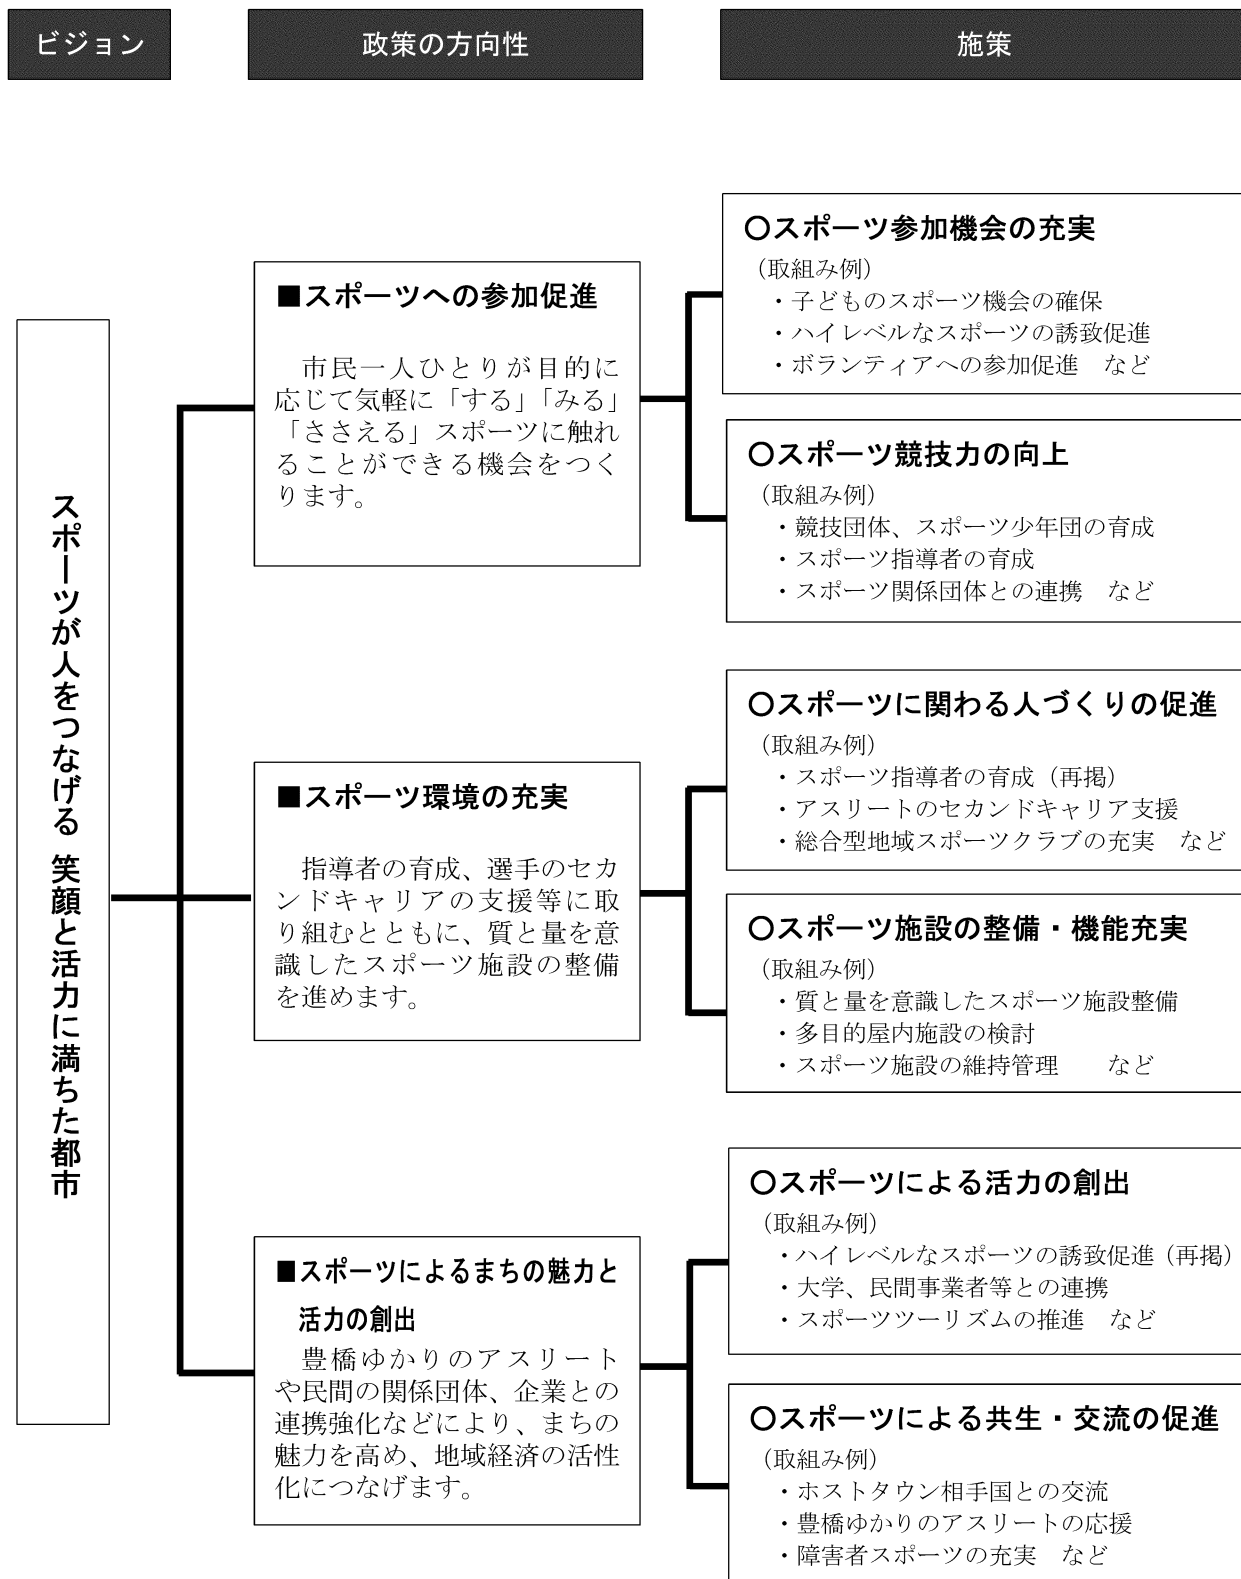 ビジョン
政策の方向性
施策
スポーツが人をつなげる 笑顔と活力に満ちた都市
■スポーツへの参加促進
市民一人ひとりが目的に
応じて気軽に「する」「みる」
「ささえる」スポーツに触れ
ることができる機会をつく
ります。
〇スポーツ参加機会の充実
（取組み例）
・子どものスポーツ機会の確保
・ハイレベルなスポーツの誘致促進
・ボランティアへの参加促進　など
〇スポーツ競技力の向上
（取組み例）
・競技団体、スポーツ少年団の育成
・スポーツ指導者の育成
・スポーツ関係団体との連携　など
■スポーツ環境の充実
指導者の育成、選手のセカ
ンドキャリアの支援等に取
り組むとともに、質と量を意
識したスポーツ施設の整備
を進めます。
〇スポーツに関わる人づくりの促進
（取組み例）
・スポーツ指導者の育成（再掲）
・アスリートのセカンドキャリア支援
・総合型地域スポーツクラブの充実　など
〇スポーツ施設の整備・機能充実
（取組み例）
・質と量を意識したスポーツ施設整備
・多目的屋内施設の検討
・スポーツ施設の維持管理　　など
■スポーツによるまちの魅力と
活力の創出
豊橋ゆかりのアスリート
や民間の関係団体、企業との
連携強化などにより、まちの
魅力を高め、地域経済の活性
化につなげます。
〇スポーツによる活力の創出
（取組み例）
・ハイレベルなスポーツの誘致促進（再掲）
・大学、民間事業者等との連携
・スポーツツーリズムの推進　など
〇スポーツによる共生・交流の促進
（取組み例）
・ホストタウン相手国との交流
・豊橋ゆかりのアスリートの応援
・障害者スポーツの充実　など